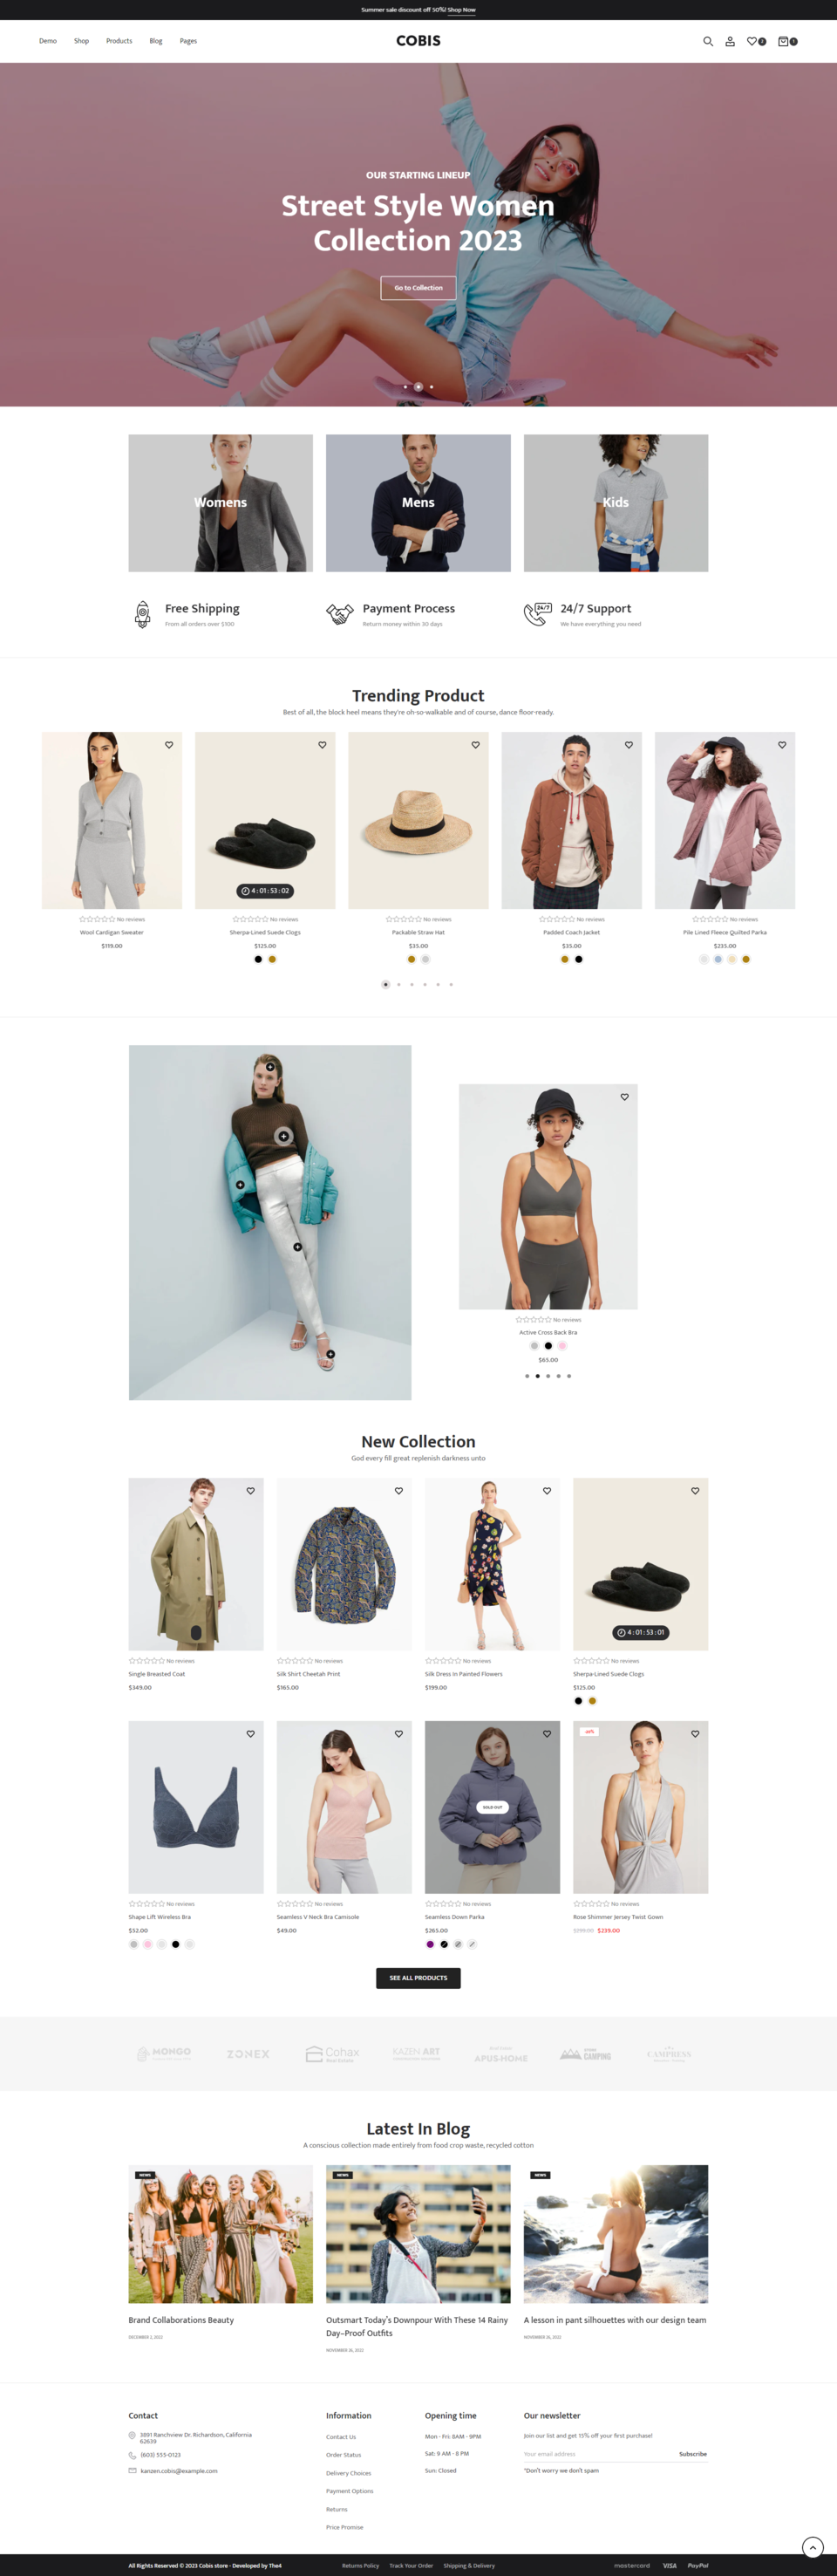 Summer sale discount off 50%! Shop Now
Demo Shop Products Blog Pages
COBIS
OUR STARTING LINEUP
Street Style Women
Collection 2023
Go to Collection
Womens
Mens
Kids
Free Shipping
From all orders over $100
Payment Process
Return money within 30 days
24/7
24/7 Support
We have everything you need
Trending Product
Best of all, the block heel means they're oh-so-walkable and of course, dance floor-ready.
No reviews
Wool Cardigan Sweater
$119.00
4 : 01 : 53 : 02
No reviews
Sherpa-Lined Suede Clogs
$125.00
No reviews
Packable Straw Hat
$35.00
No reviews
Padded Coach Jacket
$35.00
No reviews
Pile Lined Fleece Quilted Parka
$235.00
No reviews
Active Cross Back Bra
$65.00
New Collection
God every fill great replenish darkness unto
No reviews
Single Breasted Coat
$349.00
No reviews
Silk Shirt Cheetah Print
$165.00
No reviews
Silk Dress In Painted Flowers
$199.00
4 : 01 : 53 : 01
No reviews
Sherpa-Lined Suede Clogs
$125.00
No reviews
Shape Lift Wireless Bra
$52.00
No reviews
Seamless V Neck Bra Camisole
$49.00
SOLD OUT
No reviews
Seamless Down Parka
$265.00
No reviews
Rose Shimmer Jersey Twist Gown
$239.00
SEE ALL PRODUCTS
MONGO
ZONEX
Cohax
Real Estate
KAZEN ART
APUS-HOME
CAMPING
CAMPRESS
Latest In Blog
A conscious collection made entirely from food crop waste, recycled cotton
NEWS
Brand Collaborations Beauty
DECEMBER 2, 2022
NEWS
Outsmart Today's Downpour With These 14 Rainy
Day-Proof Outfits
NOVEMBER 26, 2022
NEWS
A lesson in pant silhouettes with our design team
NOVEMBER 26, 2022
Contact
3891 Ranchview Dr. Richardson, California
62639
(603) 555-0123
kanzen.cobis@example.com
Information
Contact Us
Order Status
Delivery Choices
Payment Options
Returns
Price Promise
Opening time
Mon - Fri: 8AM - 9PM
Sat: 9 AM - 8 PM
Sun: Closed
Our newsletter
Join our list and get 15% off your first purchase!
Your email address Subscribe
*Don't worry we don't spam
All Rights Reserved © 2023 Cobis store - Developed by The4
Returns Policy Track Your Order Shipping & Delivery
mastercard VISA PayPal